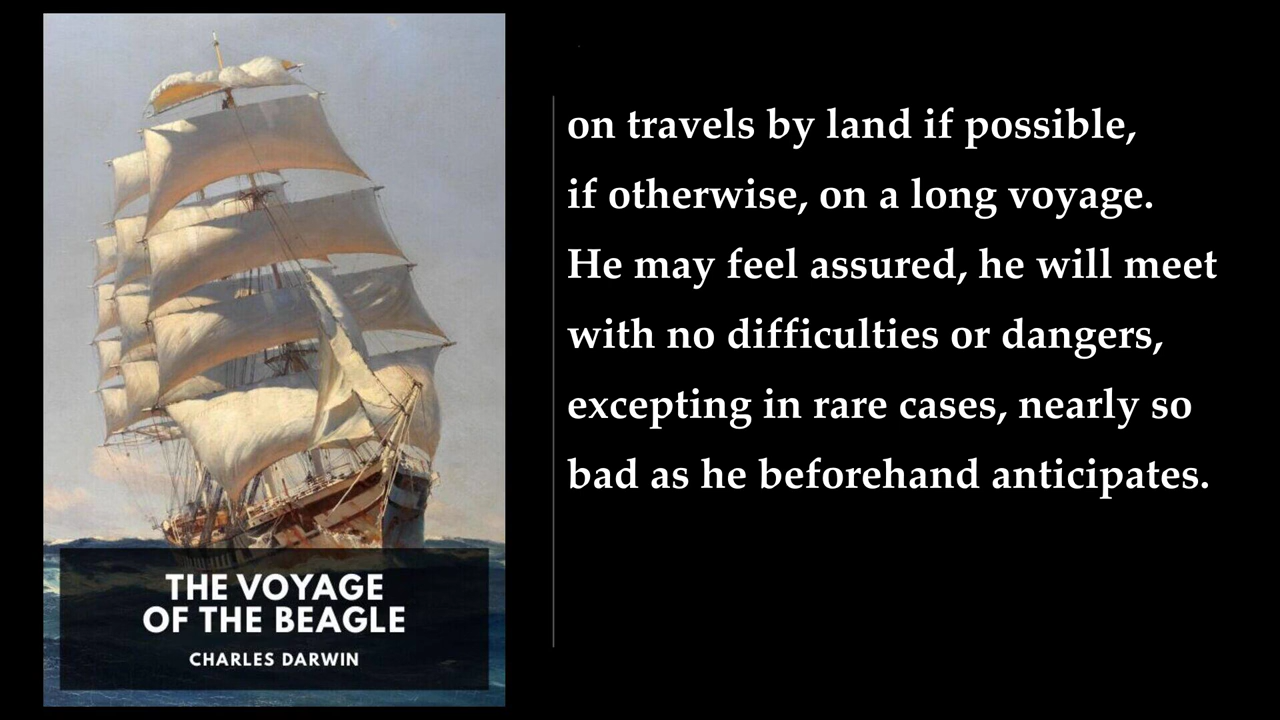 THE VOYAGE
OF THE BEAGLE
CHARLES DARWIN
on travels by land if possible,
if otherwise, on a long voyage.
He may feel assured, he will meet
with no difficulties or dangers,
excepting in rare cases, nearly so
bad as he beforehand anticipates.